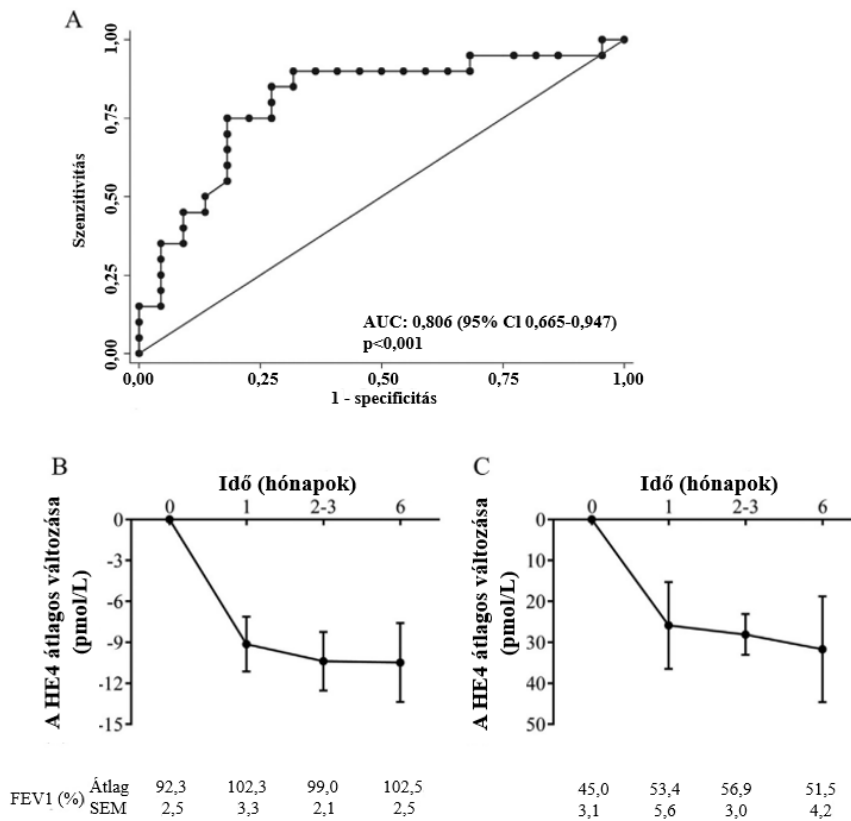 A
1,00
0,75
0,50
0,25
0,00
Szenzitivitás
AUC: 0,806 (95% CI 0,665-0,947)
p<0,001
0,00 0,25 0,50 0,75 1,00
1 - specificitás
B
Idő (hónapok)
0 1 2-3 6
0
-3
-6
-9
-12
-15
A HE4 átlagos változása
(pmol/L)
C
Idő (hónapok)
0 1 2-3 6
0
10
20
30
40
50
A HE4 átlagos változása
(pmol/L)
FEV1 (%)
Átlag 92,3 102,3 99,0 102,5 45,0 53,4 56,9 51,5
SEM 2,5 3,3 2,1 2,5 3,1 5,6 3,0 4,2